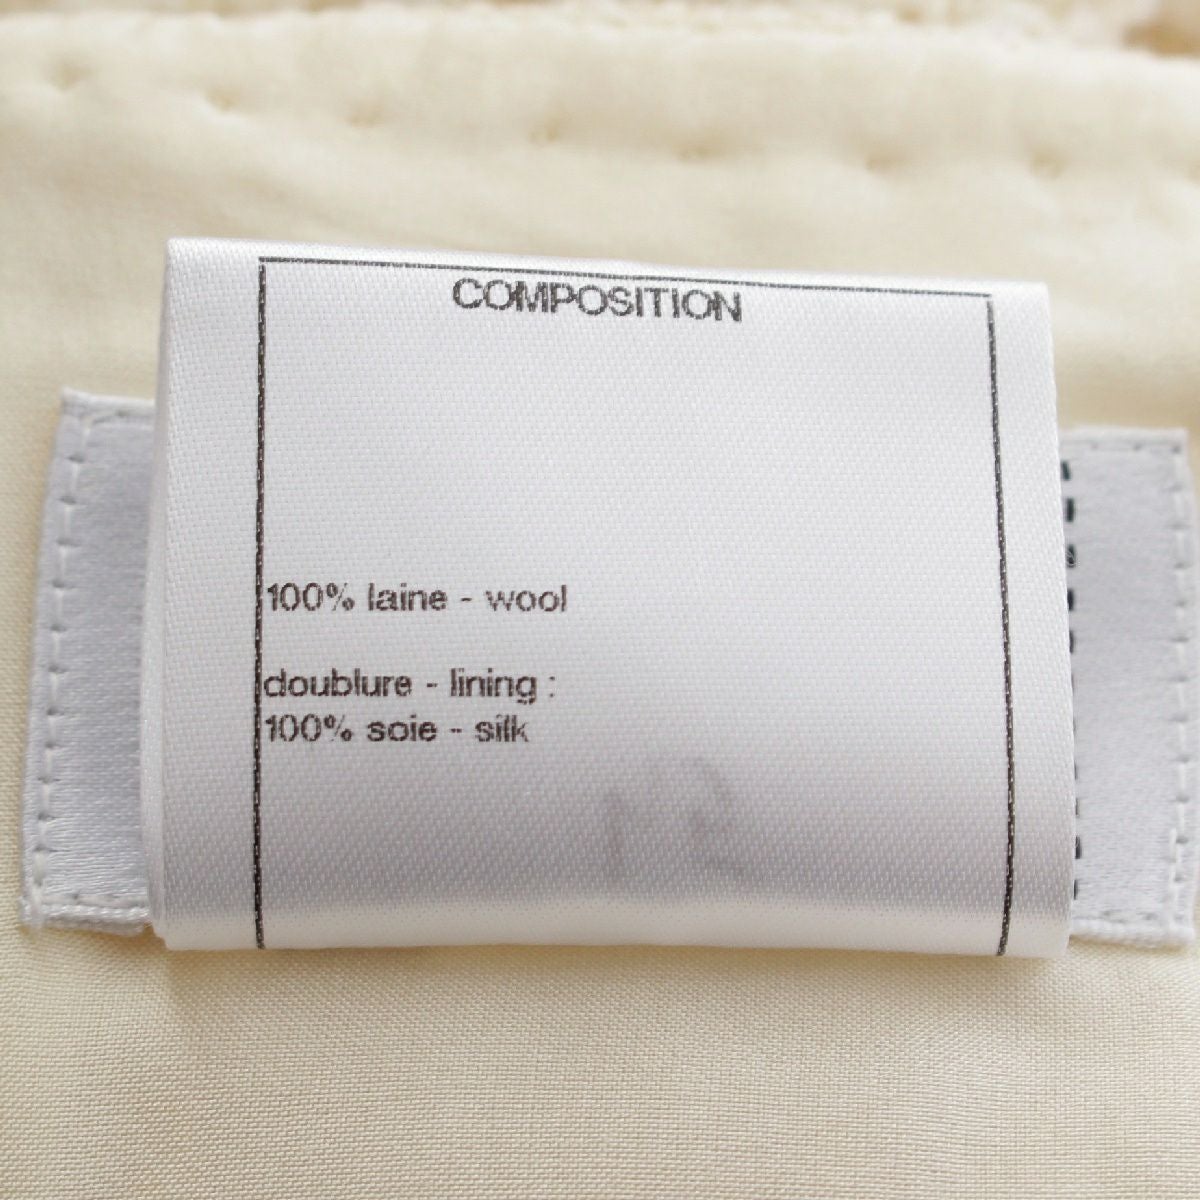 COMPOSITION
100% laine - wool
doublure - lining :
100% soie - silk